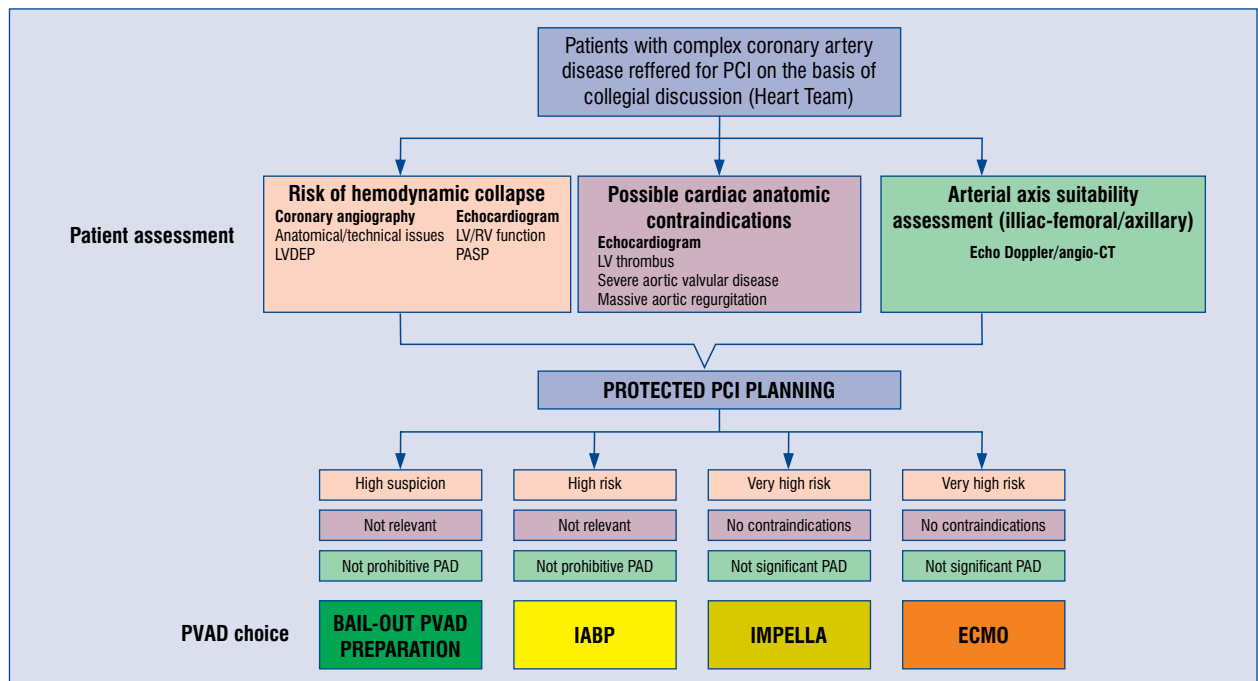 Patients with complex coronary artery
disease reffered for PCI on the basis of
collegial discussion (Heart Team)
Patient assessment
Risk of hemodynamic collapse
Coronary angiography
Anatomical/technical issues
LVDEP
Echocardiogram
LV/RV function
PASP
Possible cardiac anatomic
contraindications
Echocardiogram
LV thrombus
Severe aortic valvular disease
Massive aortic regurgitation
Arterial axis suitability
assessment (illiac-femoral/axillary)
Echo Doppler/angio-CT
PROTECTED PCI PLANNING
High suspicion
High risk
Very high risk
Very high risk
Not relevant
Not relevant
No contraindications
No contraindications
Not prohibitive PAD
Not prohibitive PAD
Not significant PAD
Not significant PAD
PVAD choice
BAIL-OUT PVAD
PREPARATION
IABP
IMPELLA
ECMO